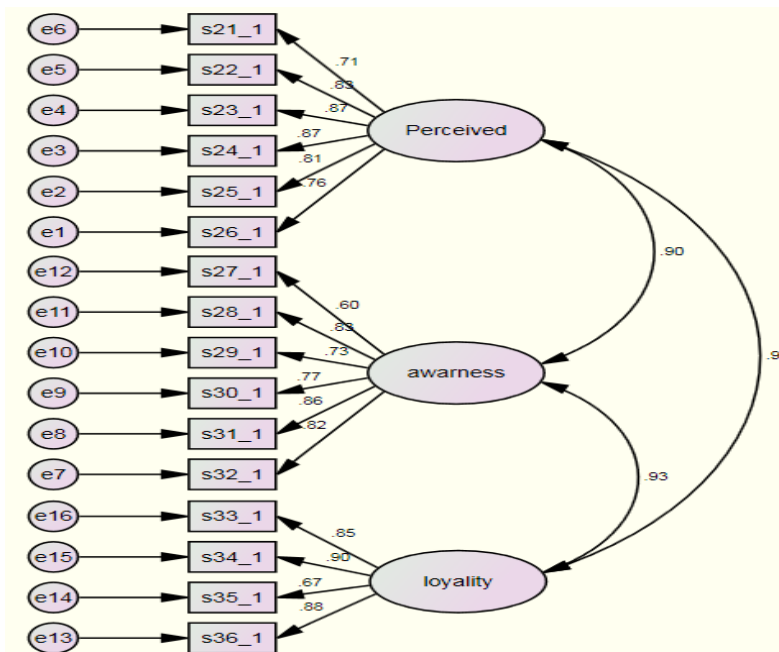 e6 s21_1
.71
e5 s22_1
.83
e4 s23_1
.87
Perceived
e3 s24_1
.87
e2 s25_1
.81
e1 s26_1
.76
e12 s27_1
.90
e11 s28_1
.60
.83
e10 s29_1
.73
awarness
e9 s30_1
.77
e8 s31_1
.86
e7 s32_1
.82
.93
e16 s33_1
.85
e15 s34_1
.90
e14 s35_1
.67
loyality
e13 s36_1
.88